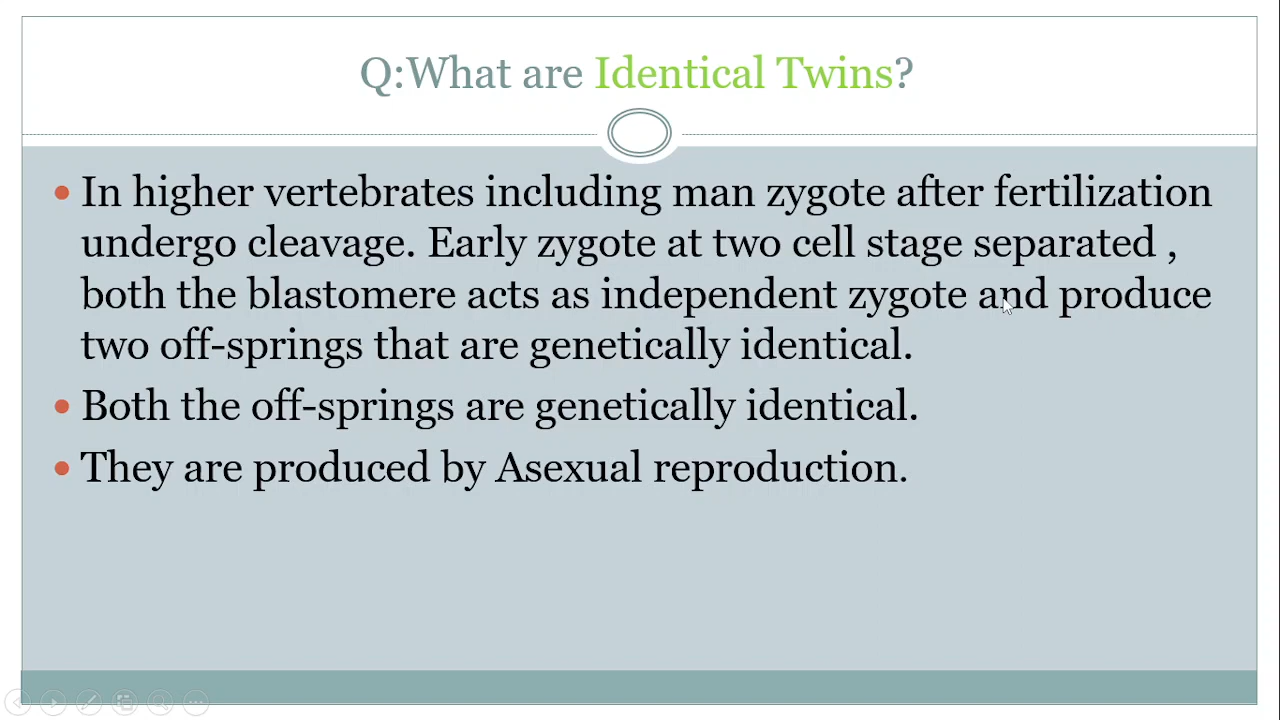 Q:What are Identical Twins?
• In higher vertebrates including man zygote after fertilization
undergo cleavage. Early zygote at two cell stage separated ,
both the blastomere acts as independent zygote and produce
two off-springs that are genetically identical.
• Both the off-springs are genetically identical.
• They are produced by Asexual reproduction.